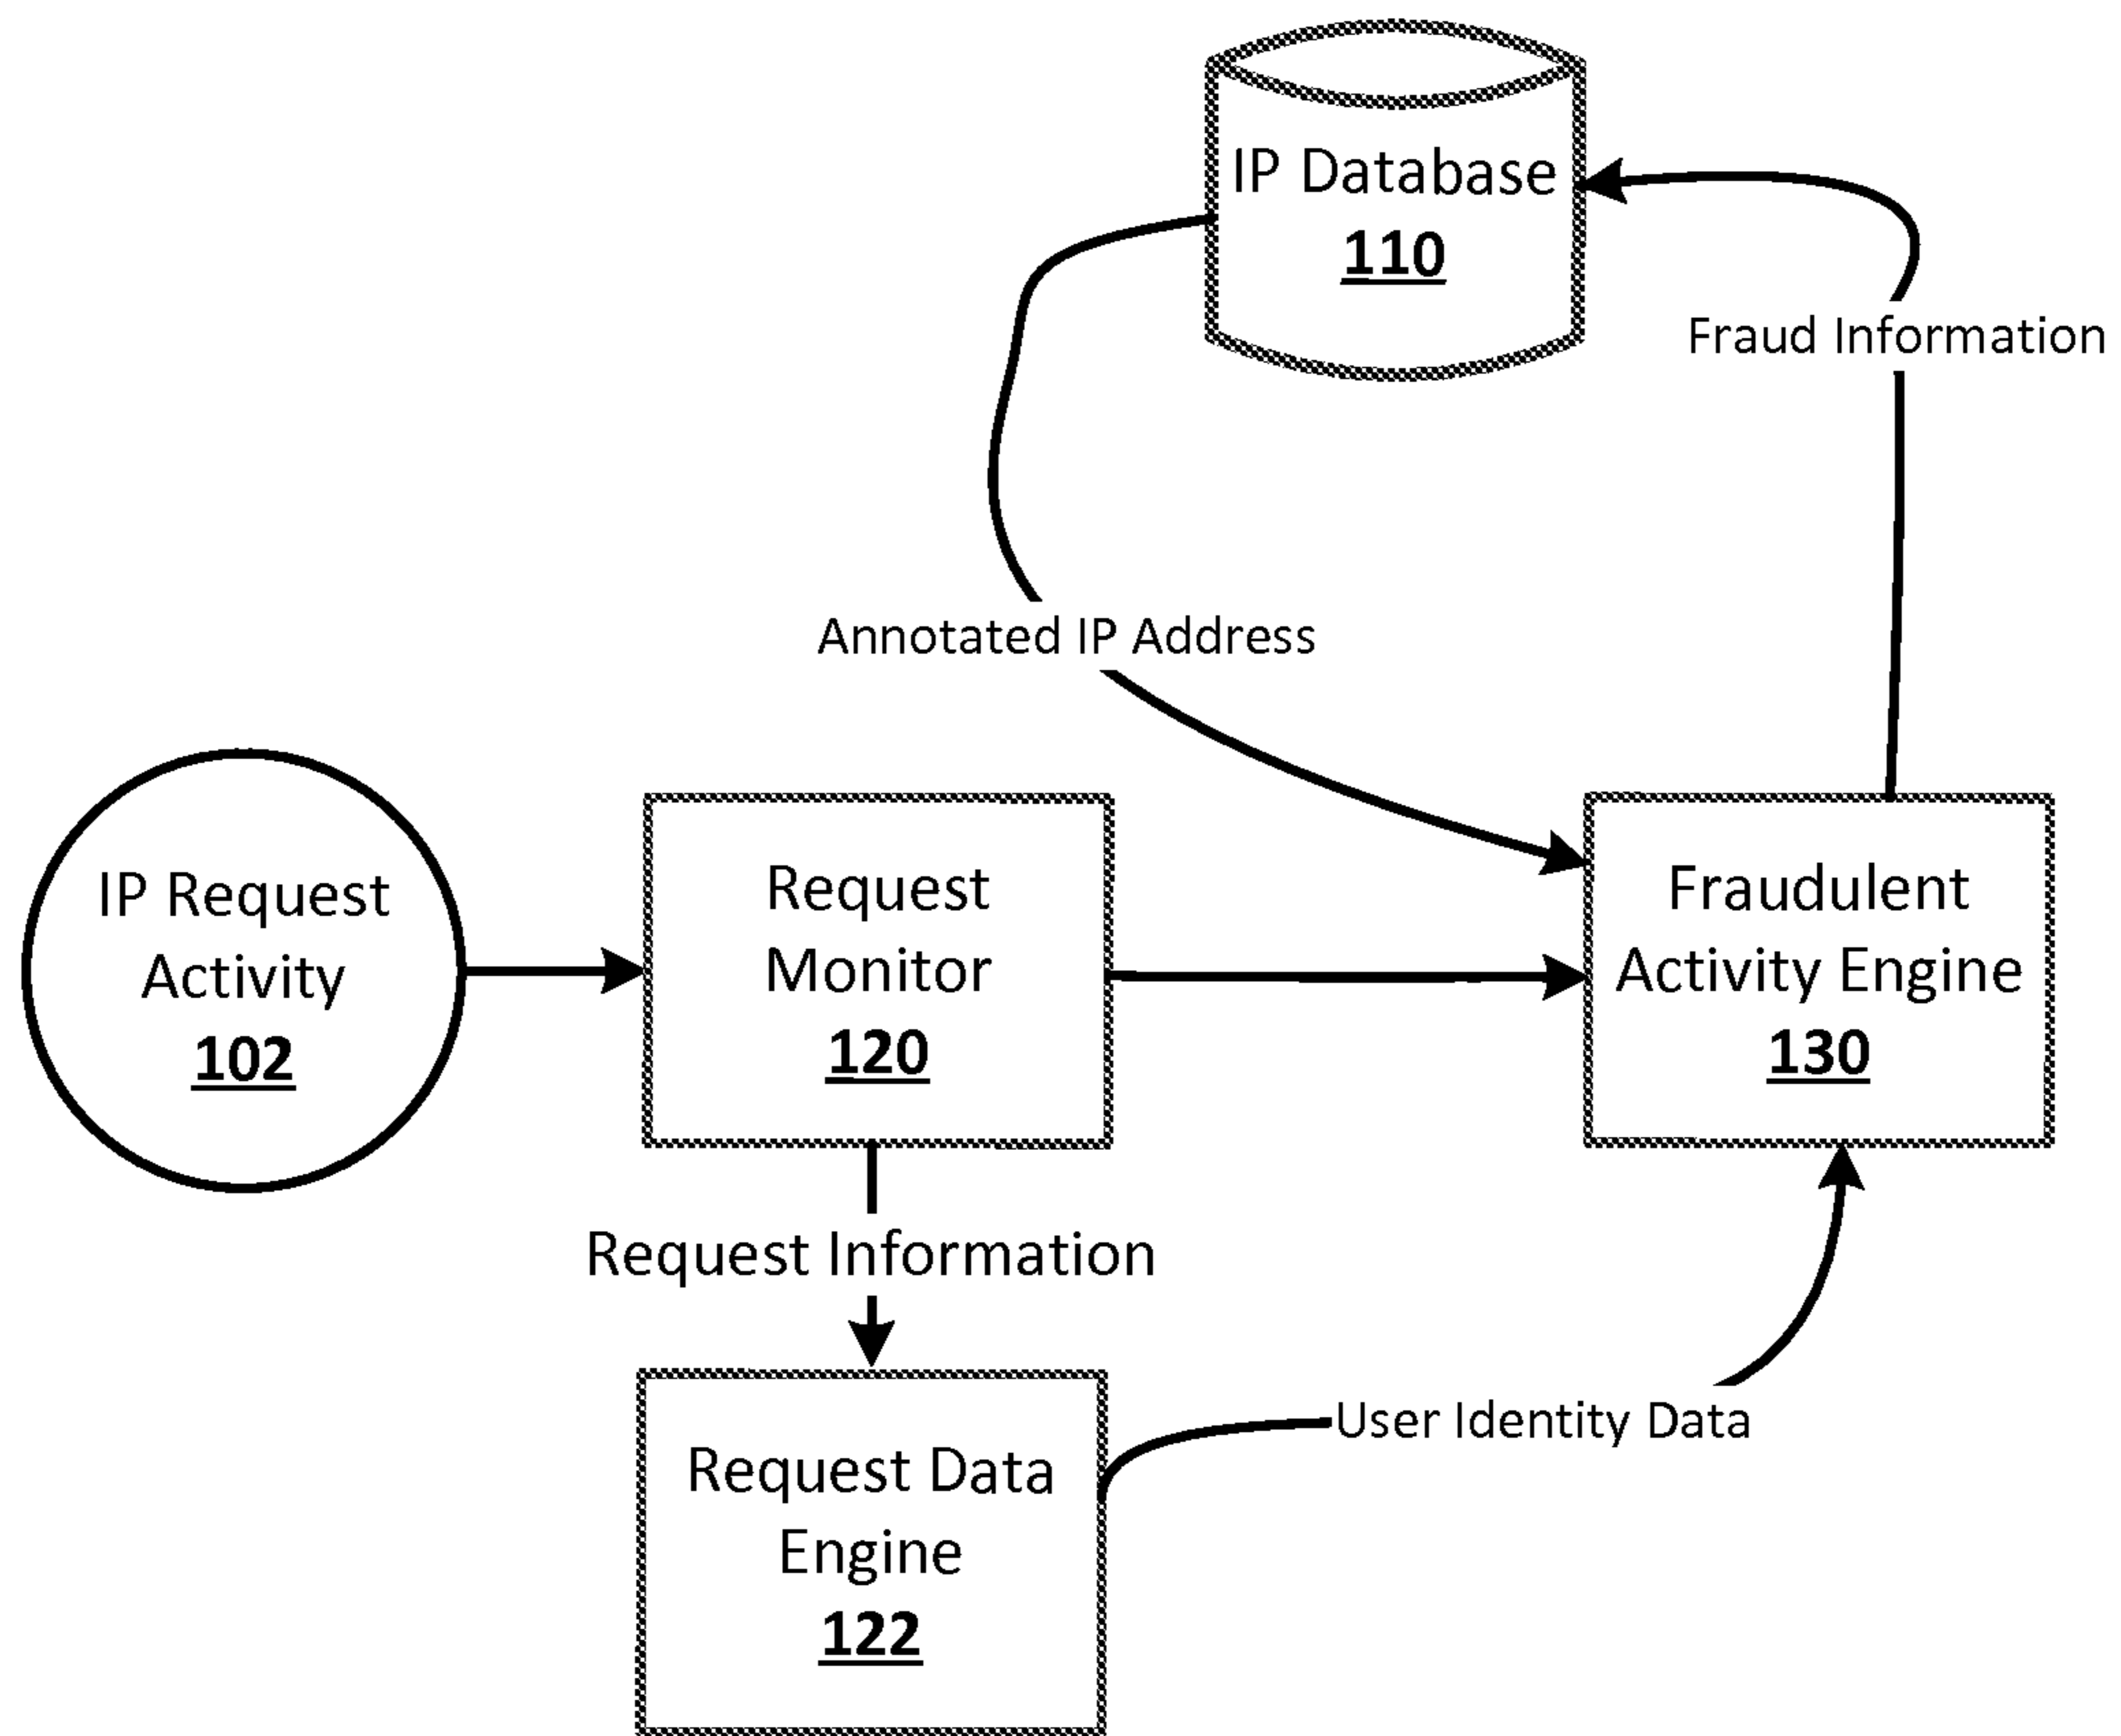 IP Database
110
Fraud Information
Annotated IP Address
IP Request
Activity
102
Request
Monitor
120
Fraudulent
Activity Engine
130
Request Information
User Identity Data
Request Data
Engine
122